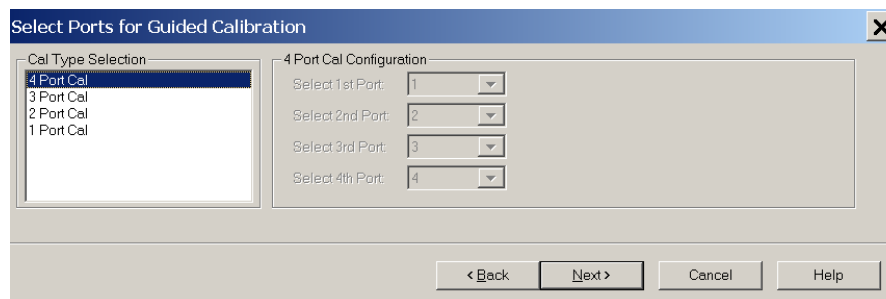 Select Ports for Guided Calibration
Cal Type Selection
4 Port Cal
3 Port Cal
2 Port Cal
1 Port Cal
4 Port Cal Configuration
Select 1st Port: 1
Select 2nd Port: 2
Select 3rd Port: 3
Select 4th Port: 4
< Back
Next >
Cancel
Help